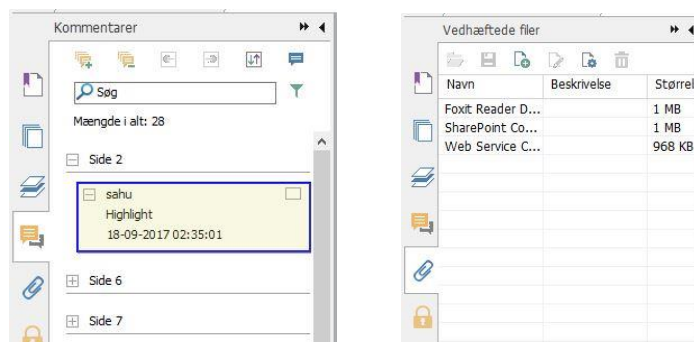 Kommentarer
Søg
Mængde i alt: 28
Side 2
sahu
Highlight
18-09-2017 02:35:01
Side 6
Side 7
Vedhæftede filer
Navn Beskrivelse Størrel
Foxit Reader D... 1 MB
SharePoint Co... 1 MB
Web Service C... 968 KB